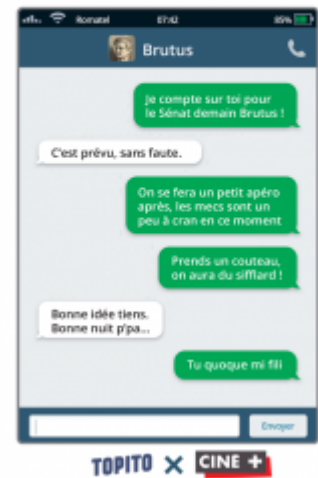 Romatel 07:42 85%
Brutus
Je compte sur toi pour
le Sénat demain Brutus !
C'est prévu, sans faute.
On se fera un petit apéro
après, les mecs sont un
peu à cran en ce moment
Prends un couteau,
on aura du sifflard !
Bonne idée tiens.
Bonne nuit p'pa...
Tu quoque mi fili
Envoyer
TOPITO X CINE +